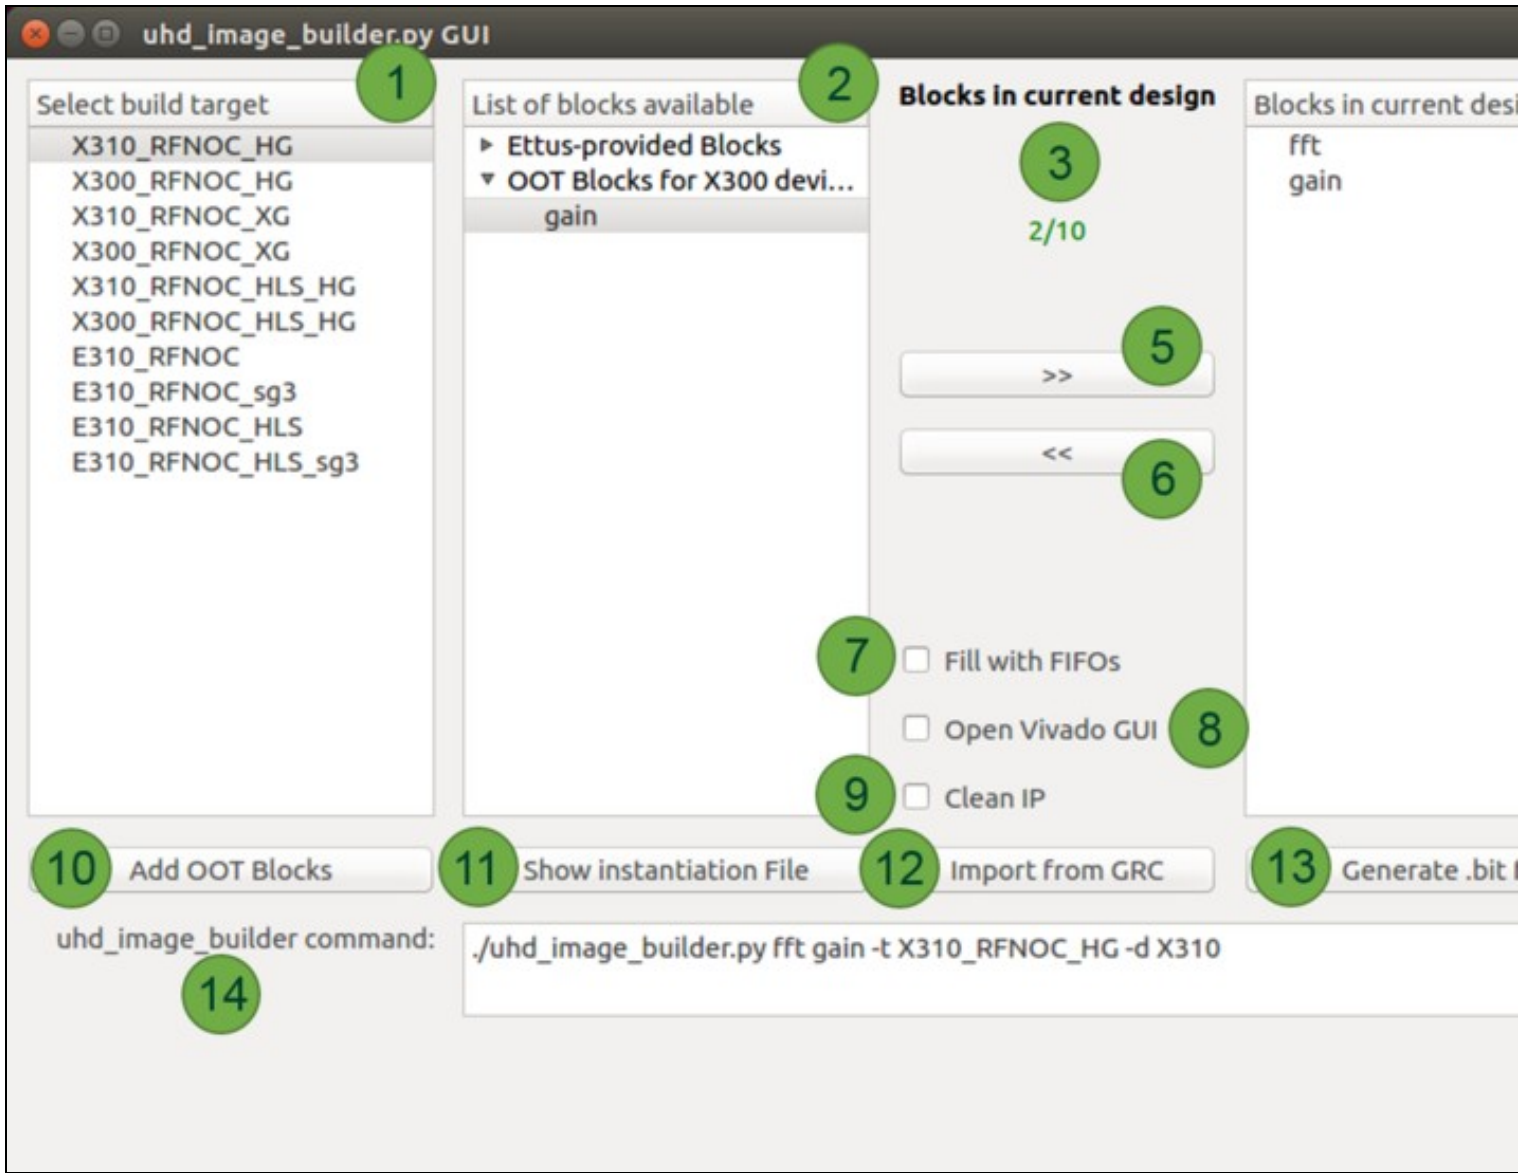 uhd_image_builder.py GUI
1
2
Select build target
X310_RFNOC_HG
X300_RFNOC_HG
X310_RFNOC_XG
X300_RFNOC_XG
X310_RFNOC_HLS_HG
X300_RFNOC_HLS_HG
E310_RFNOC
E310_RFNOC_sg3
E310_RFNOC_HLS
E310_RFNOC_HLS_sg3
List of blocks available
Ettus-provided Blocks
OOT Blocks for X300 devi...
gain
Blocks in current design
3
2/10
5
>>
<<
6
7
Fill with FIFOs
Open Vivado GUI
8
9
Clean IP
Blocks in current desi
fft
gain
10
Add OOT Blocks
11
Show instantiation File
12
Import from GRC
13
Generate .bit
uhd_image_builder command:
14
./uhd_image_builder.py fft gain -t X310_RFNOC_HG -d X310